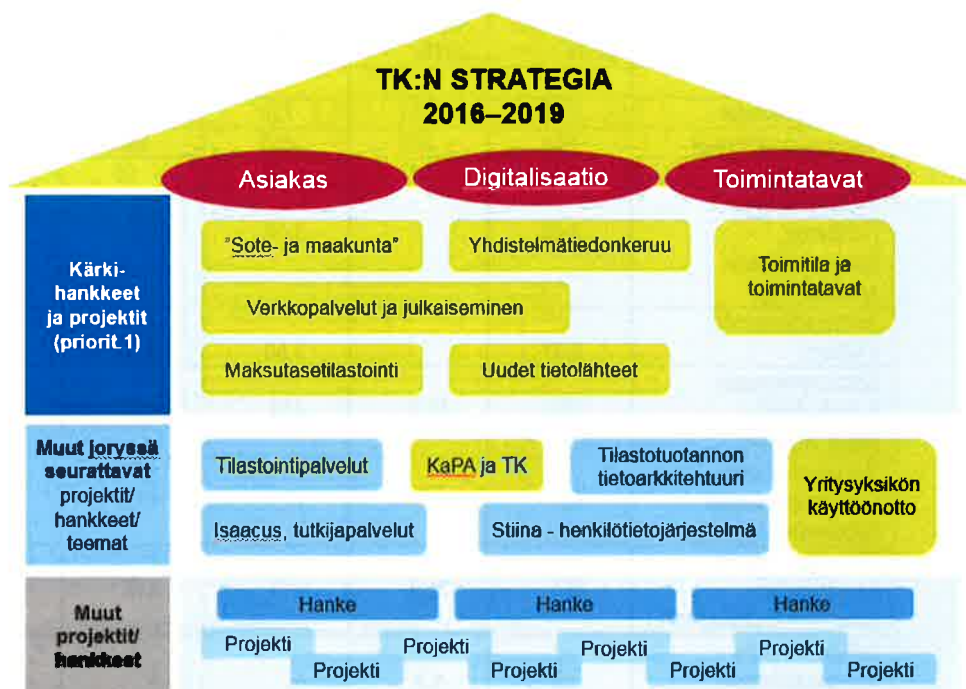 TK:N STRATEGIA
2016–2019
Asiakas
Digitalisaatio
Toimintatavat
Kärki-
hankkeet
ja projektit
(priorit.1)
"Sote- ja maakunta"
Yhdistelmätiedonkeruu
Toimitila ja
toimintatavat
Verkkopalvelut ja julkaiseminen
Maksutasetilastointi
Uudet tietolähteet
Muut joryssä
seurattavat
projektit/
hankkeet/
teemat
Tilastointipalvelut
KaPA ja TK
Tilastotuotannon
tietoarkkitehtuuri
Yritysyksikön
käyttöönotto
Isaacus, tutkijapalvelut
Stiina - henkilötietojärjestelmä
Muut
projektit/
hankkeet
Hanke
Hanke
Hanke
Projekti
Projekti
Projekti
Projekti
Projekti
Projekti
Projekti
Projekti